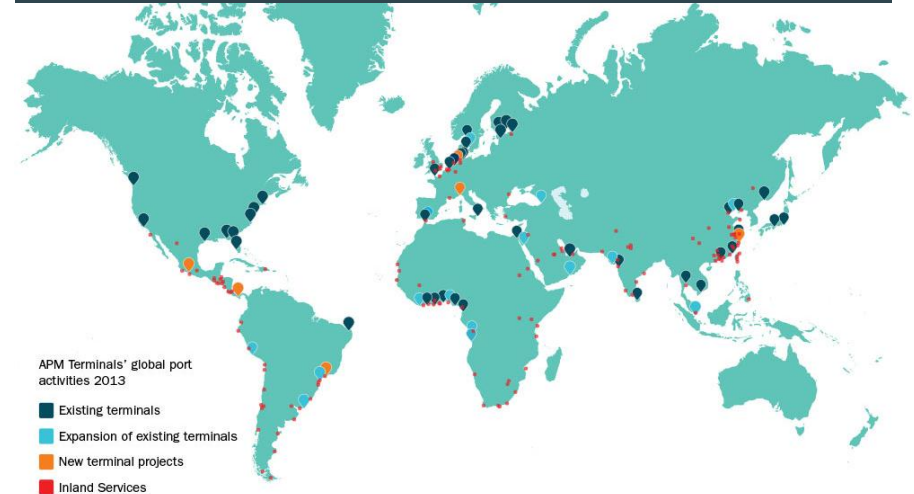 APM Terminals' global port
activities 2013
Existing terminals
Expansion of existing terminals
New terminal projects
Inland Services